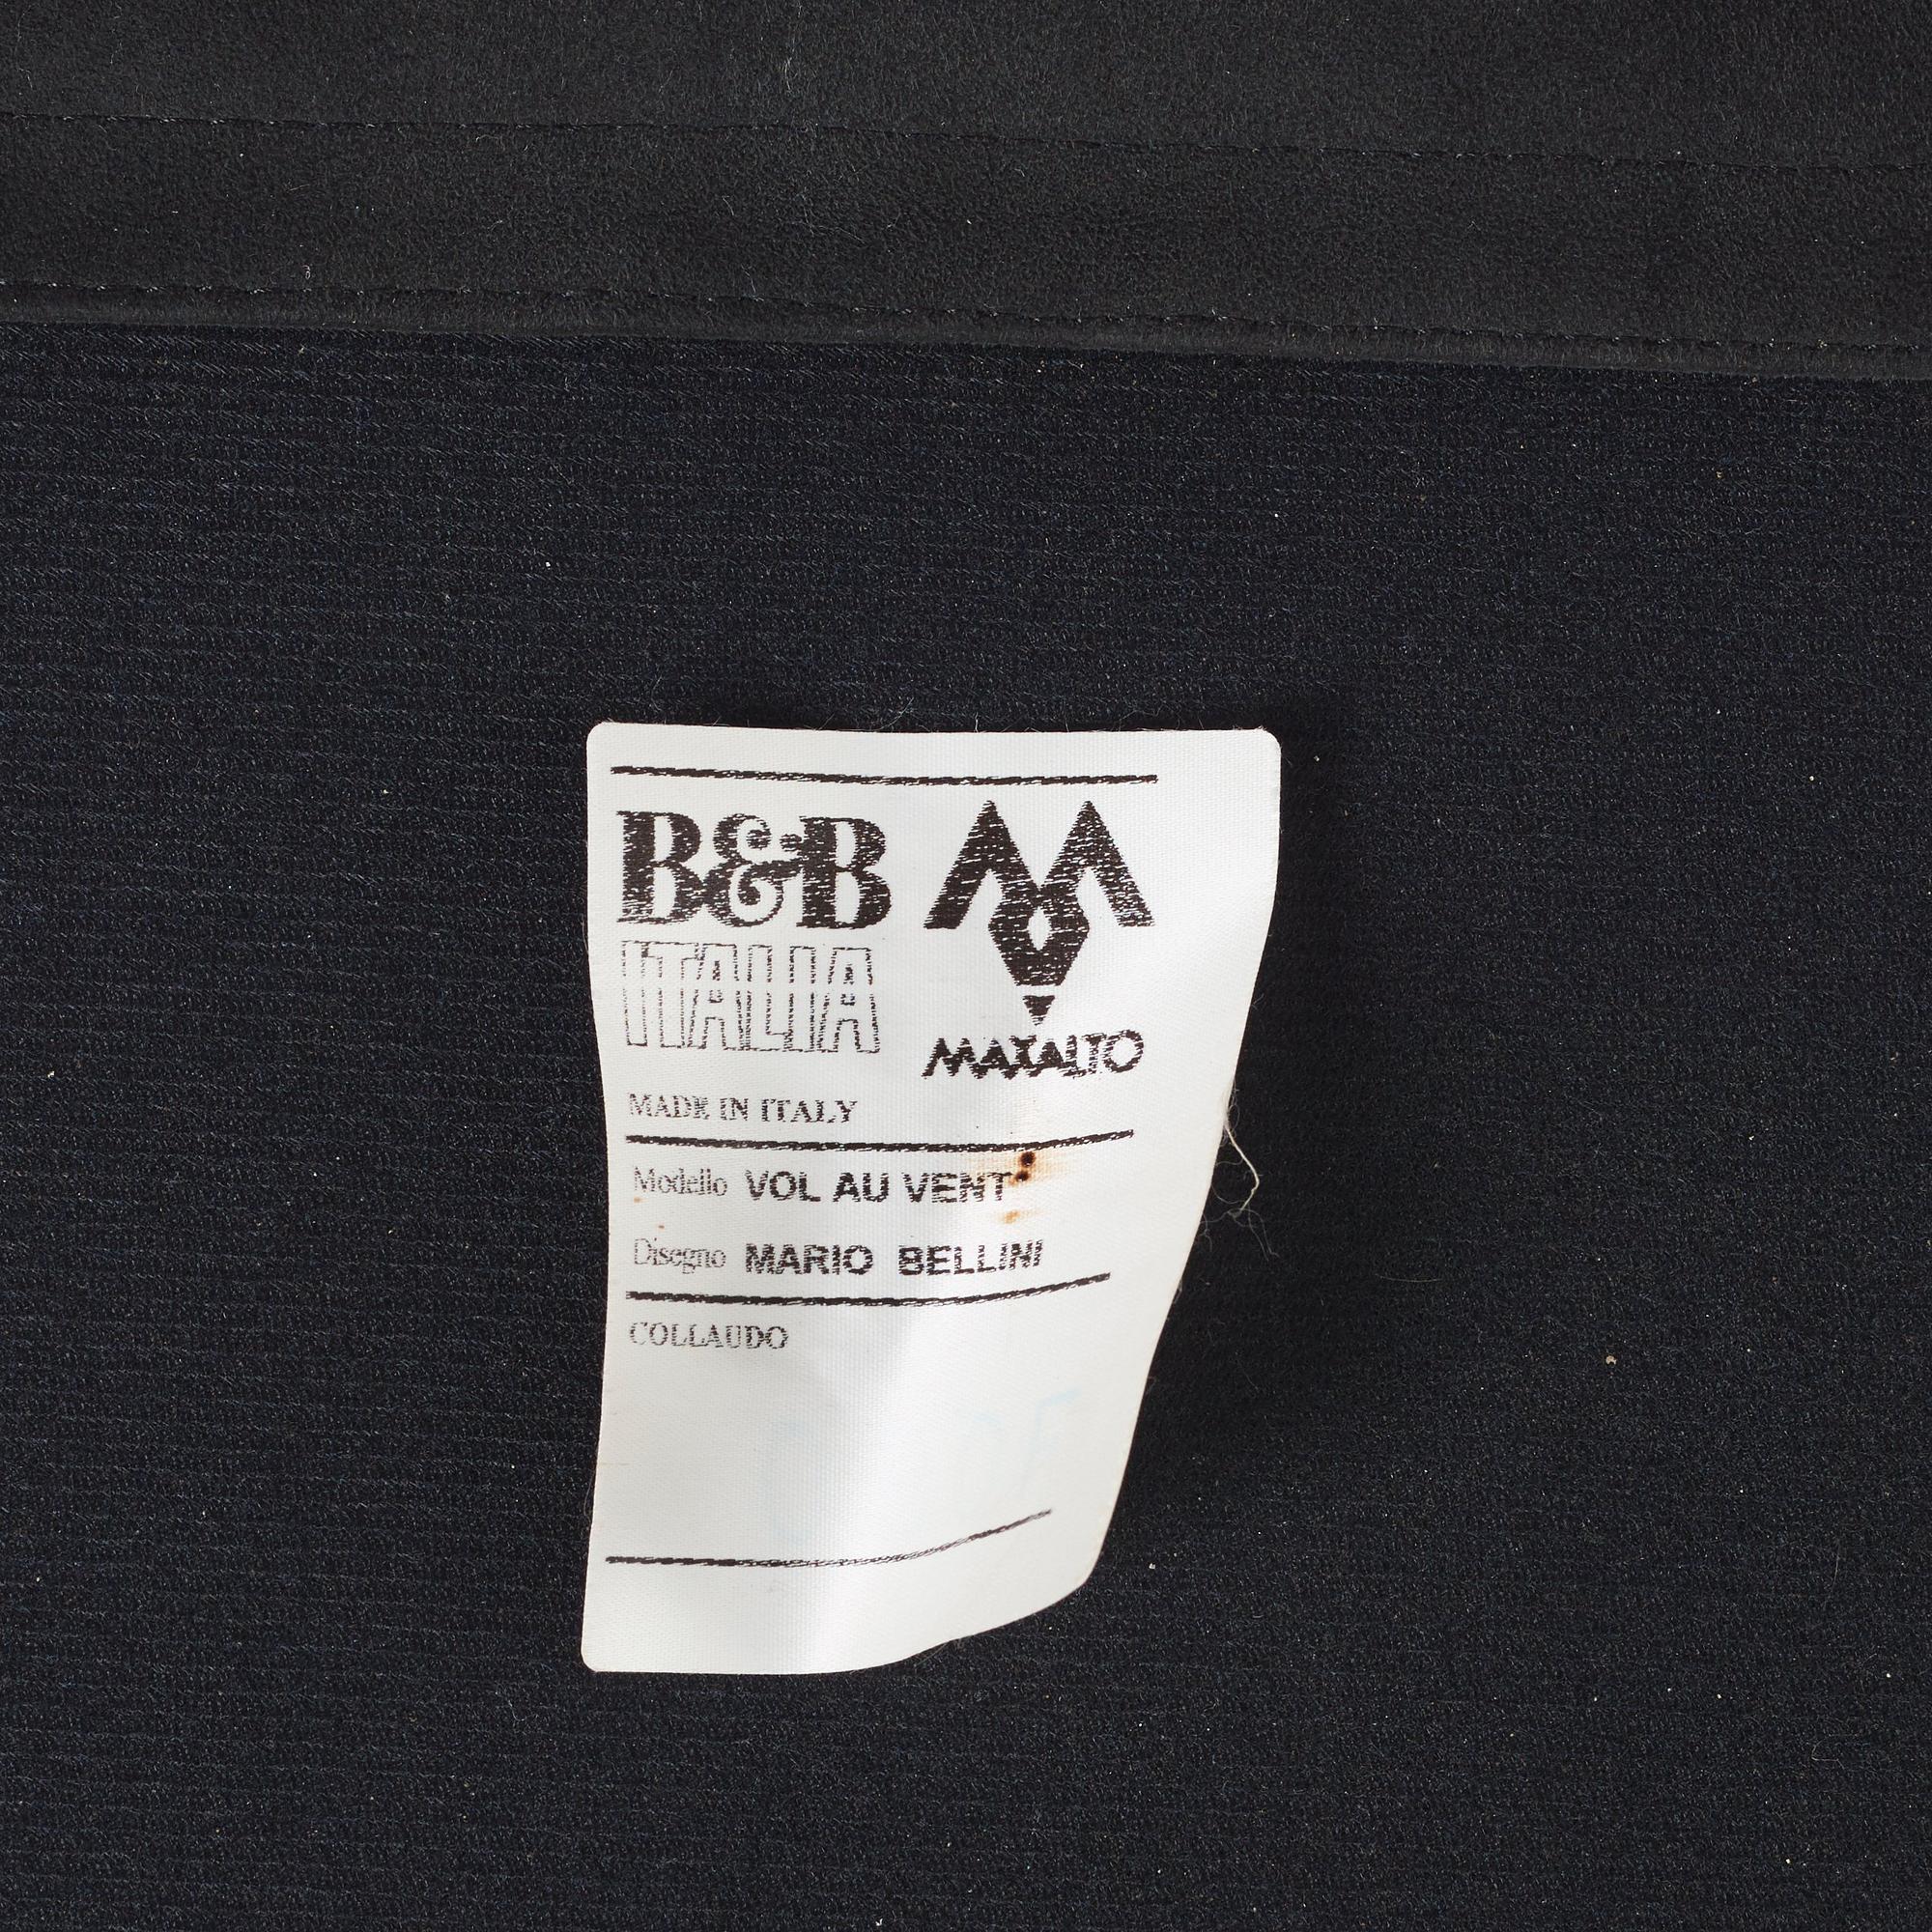 B&B
ITALIA
MAXALTO
MADE IN ITALY
Modello VOL AU VENT
Disegno MARIO BELLINI
COLLAUDO